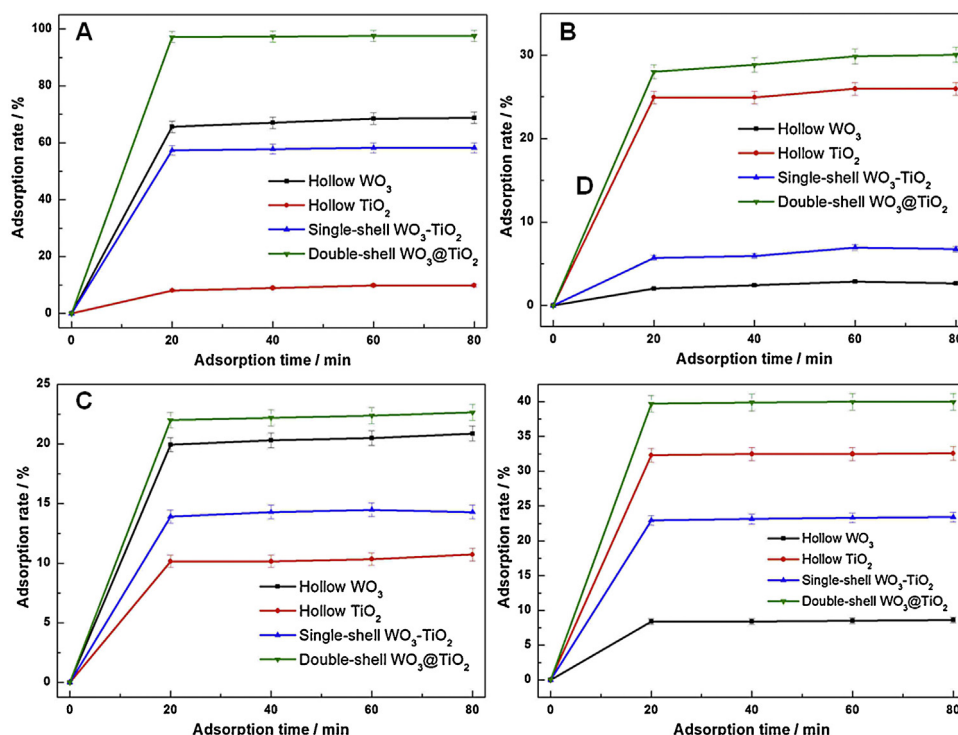 A
100
80
60
40
20
0
Adsorption rate / %
Hollow WO₃
Hollow TiO₂
Single-shell WO₃-TiO₂
Double-shell WO₃@TiO₂
0 20 40 60 80
Adsorption time / min
B
30
20
10
0
Adsorption rate / %
Hollow WO₃
Hollow TiO₂
D
Single-shell WO₃-TiO₂
Double-shell WO₃@TiO₂
0 20 40 60 80
Adsorption time / min
C
25
20
15
10
5
0
Adsorption rate / %
Hollow WO₃
Hollow TiO₂
Single-shell WO₃-TiO₂
Double-shell WO₃@TiO₂
0 20 40 60 80
Adsorption time / min
40
35
30
25
20
15
10
5
0
Adsorption rate / %
Hollow WO₃
Hollow TiO₂
Single-shell WO₃-TiO₂
Double-shell WO₃@TiO₂
0 20 40 60 80
Adsorption time / min